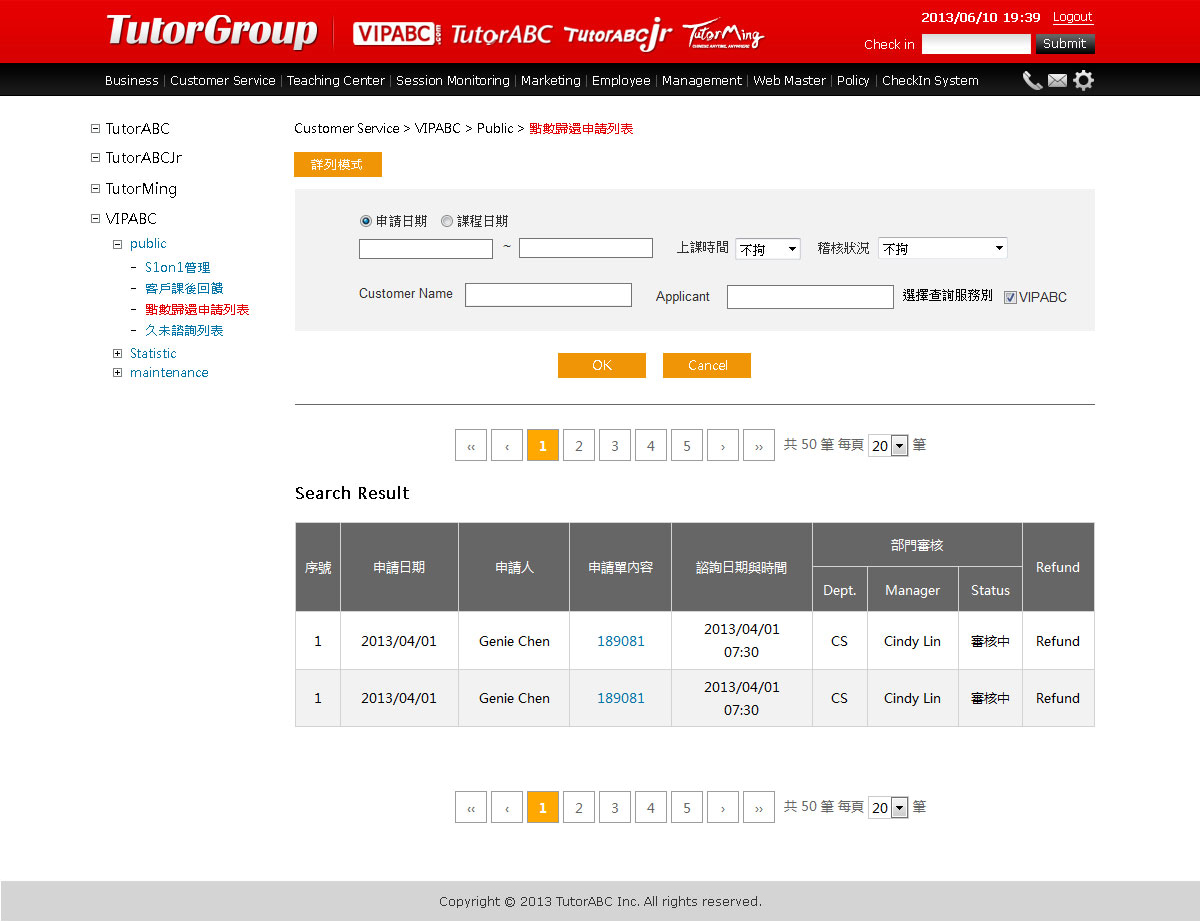 TutorGroup VIPABC.com TutorABC TUTORABCjr TutorMing
2013/06/10 19:39 Logout
Check in Submit
Business | Customer Service | Teaching Center | Session Monitoring | Marketing | Employee | Management | Web Master | Policy | CheckIn System
TutorABC
TutorABCJr
TutorMing
VIPABC
public
- S1on1管理
- 客戶課後回饋
- 點數歸還申請列表
- 久未諮詢列表
Statistic
maintenance
Customer Service > VIPABC > Public > 點數歸還申請列表
詳列模式
申請日期 課程日期
~ 上課時間 不拘 稽核狀況 不拘
Customer Name Applicant 選擇查詢服務別 VIPABC
OK Cancel
‹‹ ‹ 1 2 3 4 5 › ›› 共 50 筆 每頁 20 筆
Search Result
序號 申請日期 申請人 申請單內容 諮詢日期與時間 部門審核 Refund
Dept. Manager Status
1 2013/04/01 Genie Chen 189081 2013/04/01 07:30 CS Cindy Lin 審核中 Refund
1 2013/04/01 Genie Chen 189081 2013/04/01 07:30 CS Cindy Lin 審核中 Refund
‹‹ ‹ 1 2 3 4 5 › ›› 共 50 筆 每頁 20 筆
Copyright © 2013 TutorABC Inc. All rights reserved.